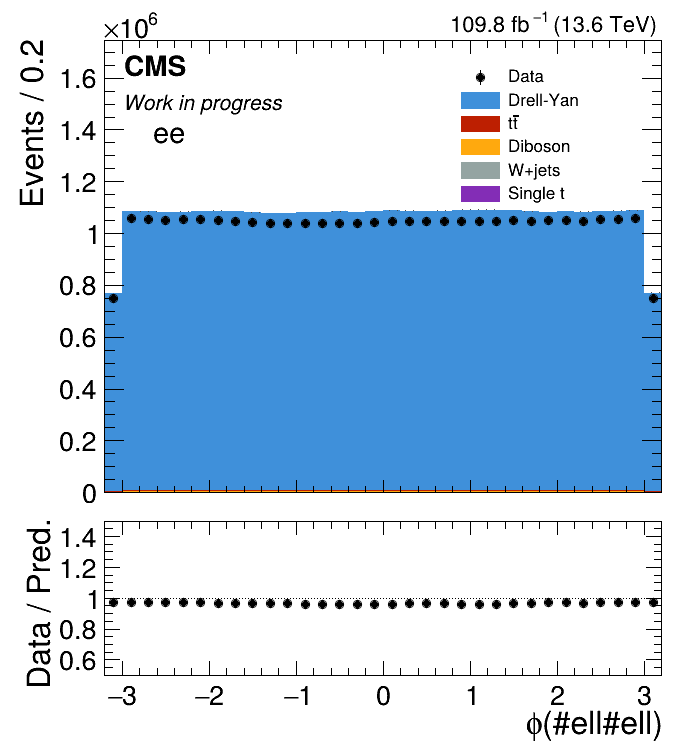 ×10⁶
109.8 fb⁻¹ (13.6 TeV)
CMS
Work in progress
ee
Data
Drell-Yan
tt̄
Diboson
W+jets
Single t
Events / 0.2
1.6
1.4
1.2
1
0.8
0.6
0.4
0.2
0
Data / Pred.
1.4
1.2
1
0.8
0.6
−3 −2 −1 0 1 2 3
ϕ(#ell#ell)